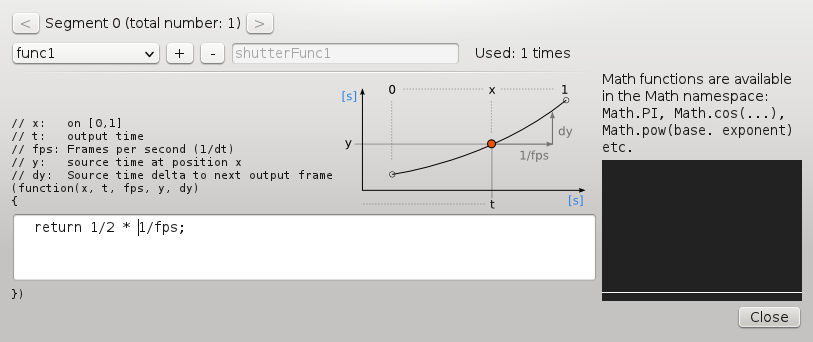 < Segment 0 (total number: 1) >
func1 + - shutterFunc1 Used: 1 times
Math functions are available
in the Math namespace:
Math.PI, Math.cos(...),
Math.pow(base. exponent)
etc.
// x:   on [0,1]
// t:   output time
// fps: Frames per second (1/dt)
// y:   source time at position x
// dy:  Source time delta to next output frame
(function(x, t, fps, y, dy)
{
[s]
0 x 1
y
dy
1/fps
t
[s]
return 1/2 * 1/fps;
})
Close